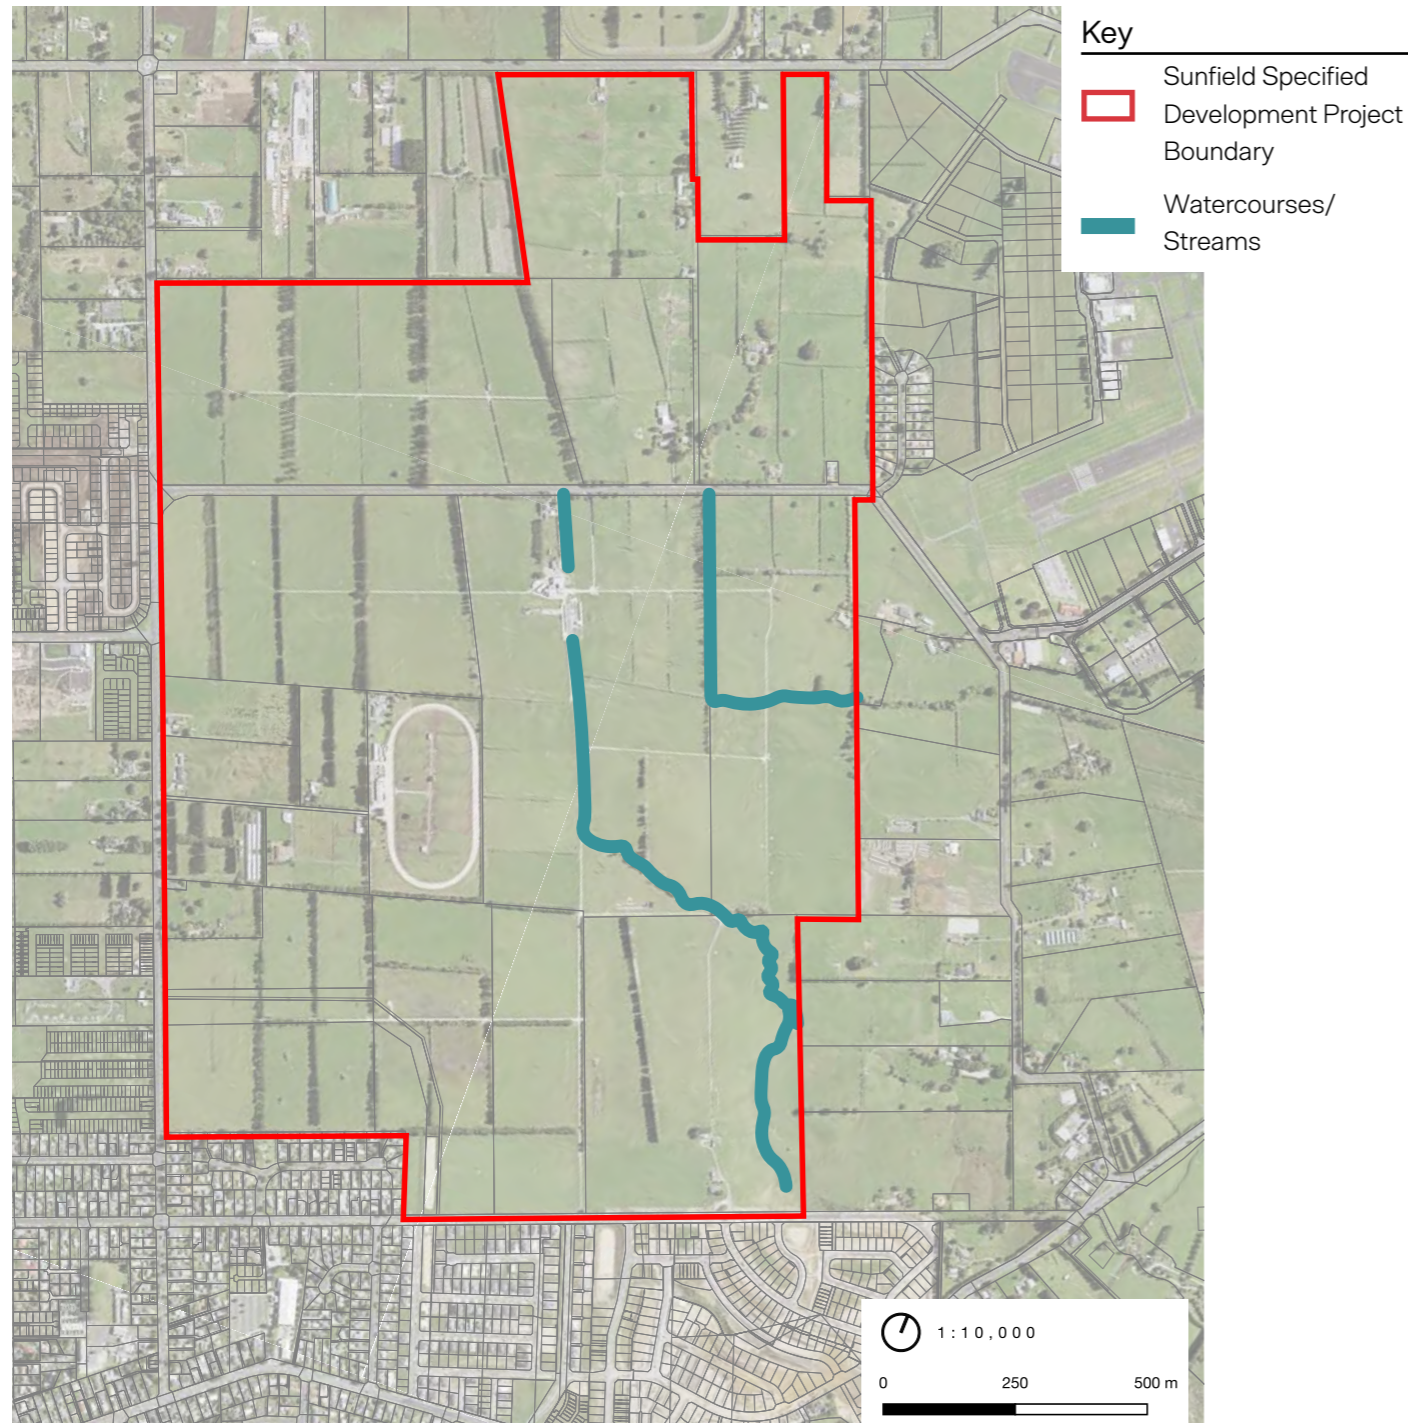 Key
Sunfield Specified
Development Project
Boundary
Watercourses/
Streams
1:10,000
0 250 500 m